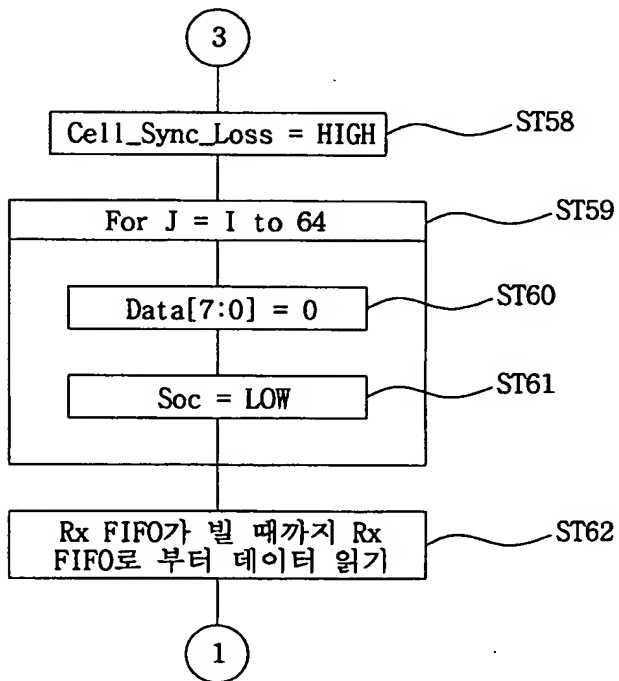 3
Cell_Sync_Loss = HIGH
ST58
For J = I to 64
ST59
Data[7:0] = 0
ST60
Soc = LOW
ST61
Rx FIFO가 빌 때까지 Rx
FIFO로 부터 데이터 읽기
ST62
1